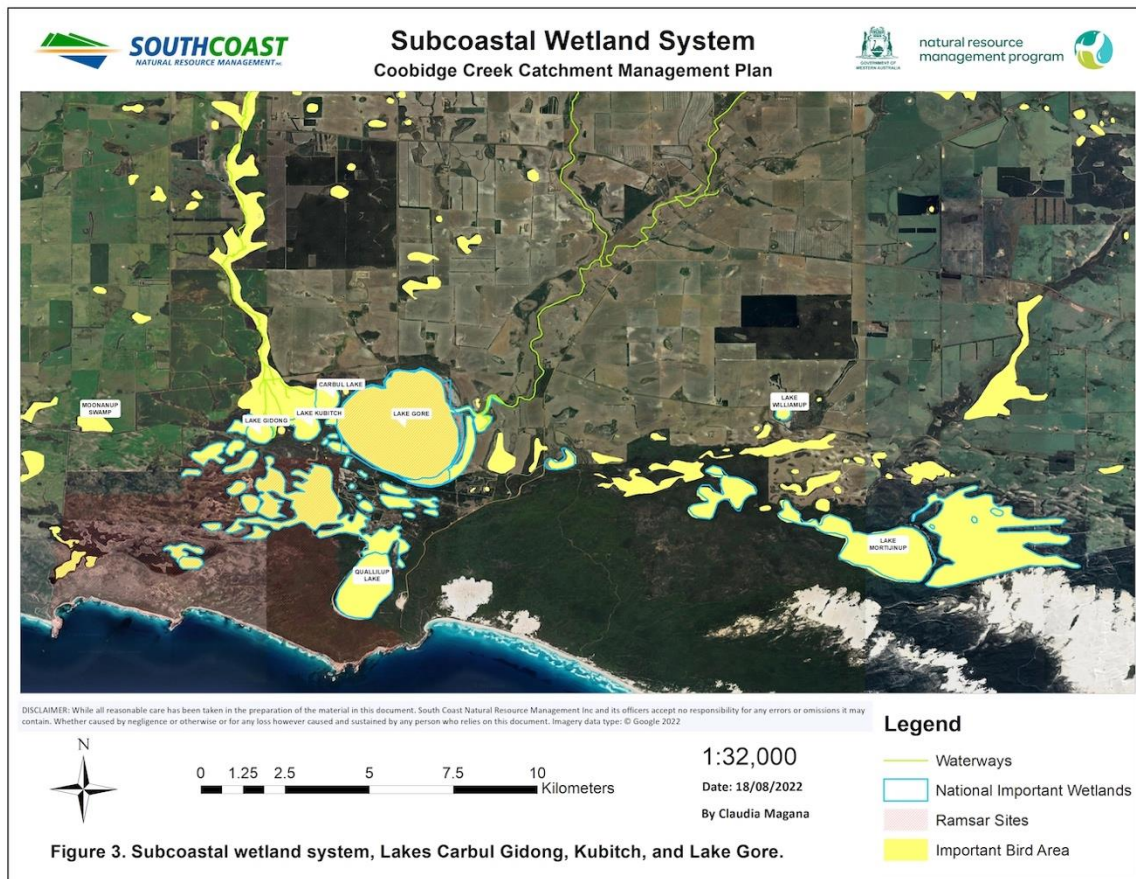 SOUTHCOAST
NATURAL RESOURCE MANAGEMENT INC
Subcoastal Wetland System
Coobidge Creek Catchment Management Plan
GOVERNMENT OF
WESTERN AUSTRALIA
natural resource
management program
MOONANUP
SWAMP
CARBUL LAKE
LAKE KUBITCH
LAKE GIDONG
LAKE GORE
LAKE
WILLIAMUP
LAKE
MORTIJINUP
QUALLILUP
LAKE
DISCLAIMER: While all reasonable care has been taken in the preparation of the material in this document. South Coast Natural Resource Management Inc and its officers accept no responsibility for any errors or omissions it may
contain. Whether caused by negligence or otherwise or for any loss however caused and sustained by any person who relies on this document. Imagery data type: © Google 2022
N
0 1.25 2.5 5 7.5 10
Kilometers
1:32,000
Date: 18/08/2022
By Claudia Magana
Legend
Waterways
National Important Wetlands
Ramsar Sites
Important Bird Area
Figure 3. Subcoastal wetland system, Lakes Carbul Gidong, Kubitch, and Lake Gore.